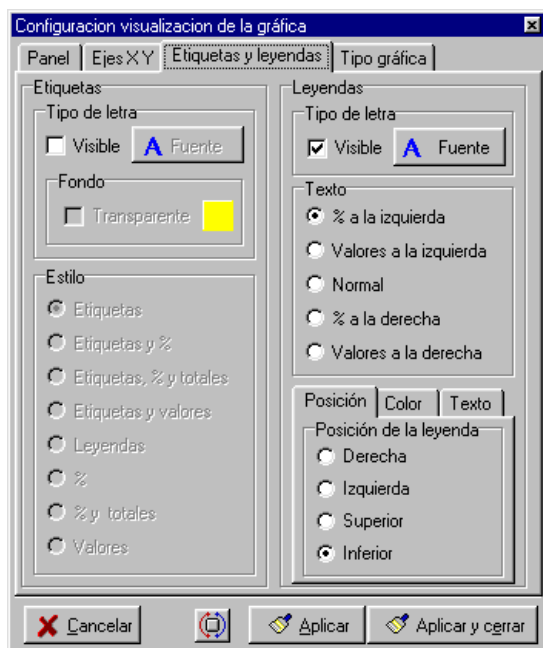 Configuracion visualizacion de la gráfica
Panel
Ejes X Y
Etiquetas y leyendas
Tipo gráfica
Etiquetas
Tipo de letra
Visible
A Fuente
Fondo
Transparente
Estilo
Etiquetas
Etiquetas y %
Etiquetas, % y totales
Etiquetas y valores
Leyendas
%
% y totales
Valores
Leyendas
Tipo de letra
Visible
A Fuente
Texto
% a la izquierda
Valores a la izquierda
Normal
% a la derecha
Valores a la derecha
Posición
Color
Texto
Posición de la leyenda
Derecha
Izquierda
Superior
Inferior
Cancelar
Aplicar
Aplicar y cerrar